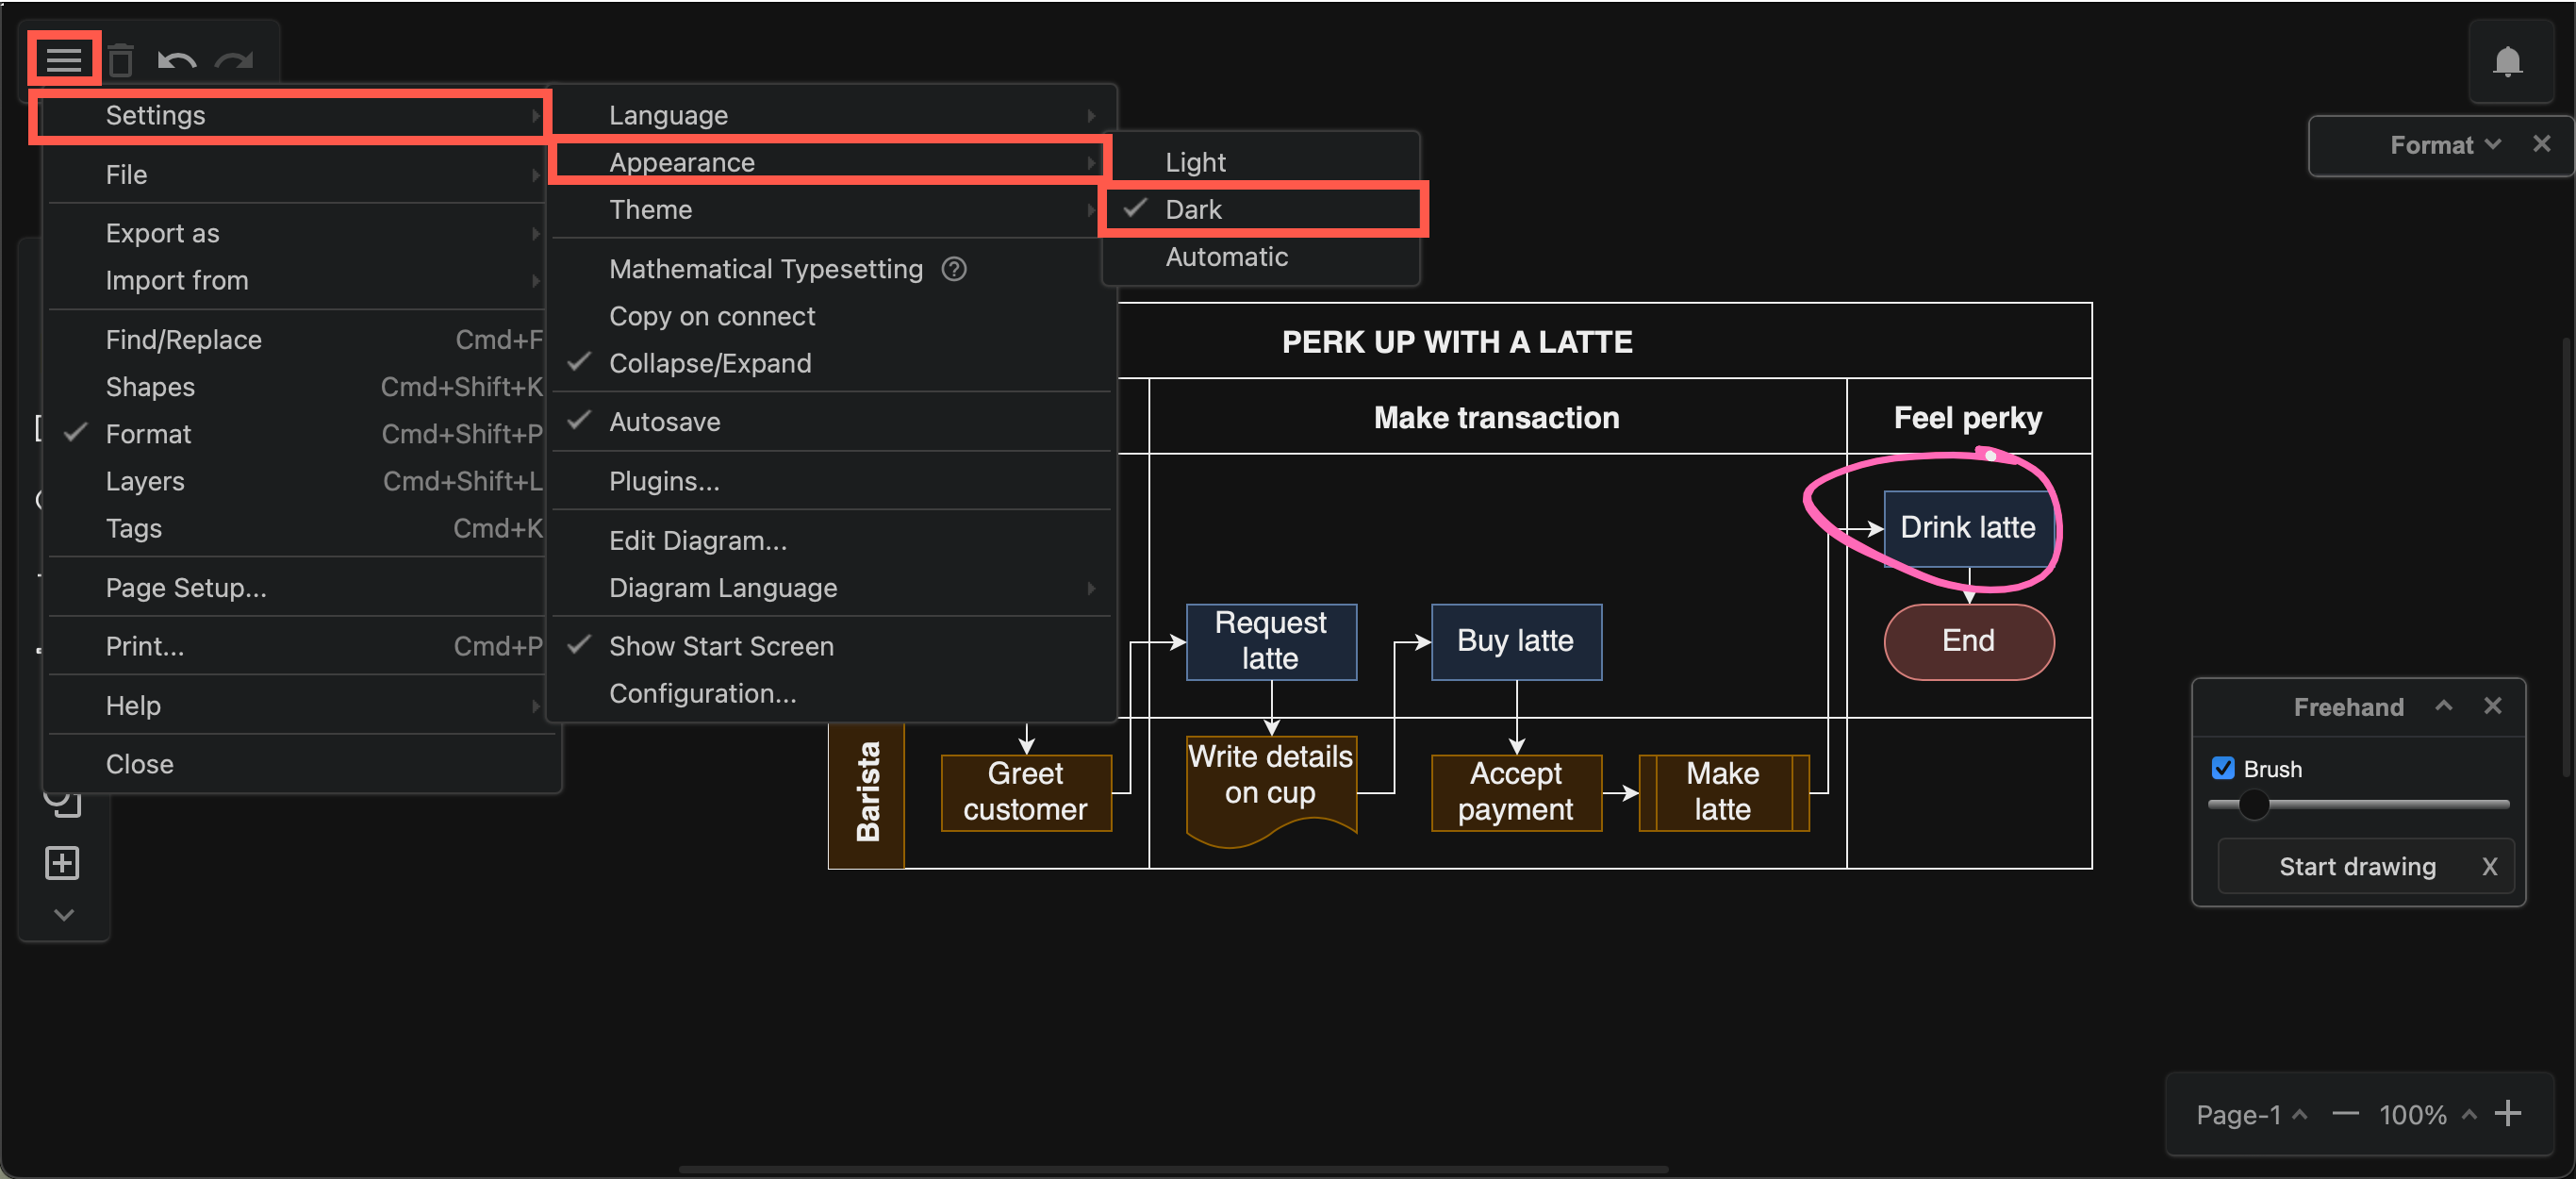 Settings
File
Export as
Import from
Find/Replace Cmd+F
Shapes Cmd+Shift+K
Format Cmd+Shift+P
Layers Cmd+Shift+L
Tags Cmd+K
Page Setup...
Print... Cmd+P
Help
Close
Language
Appearance
Theme
Mathematical Typesetting ?
Copy on connect
Collapse/Expand
Autosave
Plugins...
Edit Diagram...
Diagram Language
Show Start Screen
Configuration...
Light
Dark
Automatic
Format
PERK UP WITH A LATTE
Make transaction
Feel perky
Drink latte
Request
latte
Buy latte
End
Barista
Greet
customer
Write details
on cup
Accept
payment
Make
latte
Freehand
Brush
Start drawing X
Page-1
100%